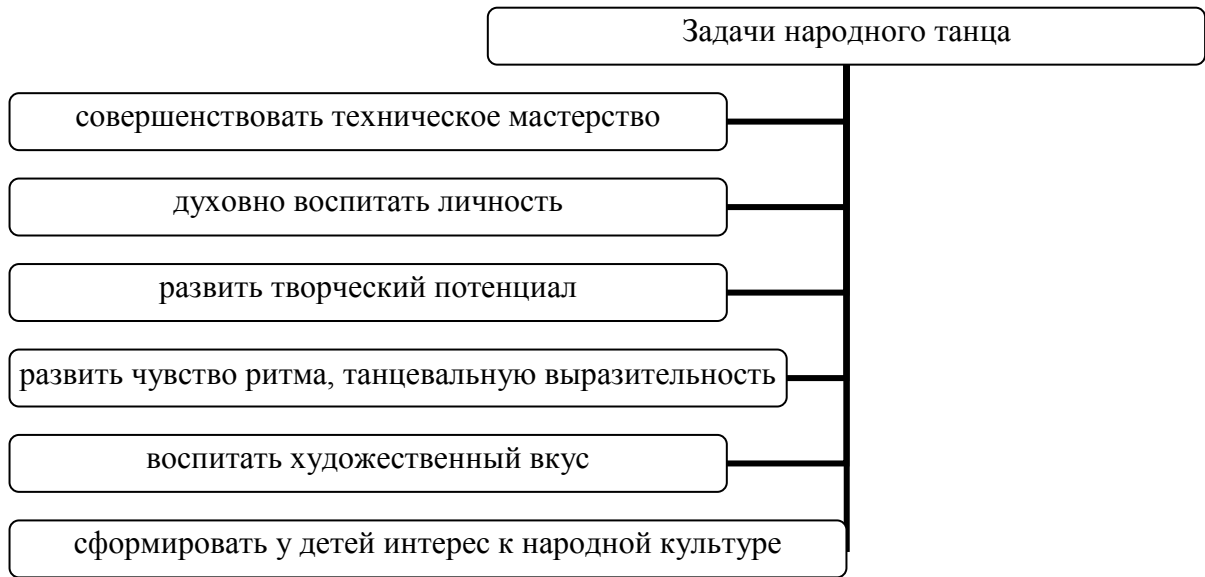 Задачи народного танца
совершенствовать техническое мастерство
духовно воспитать личность
развить творческий потенциал
развить чувство ритма, танцевальную выразительность
воспитать художественный вкус
сформировать у детей интерес к народной культуре